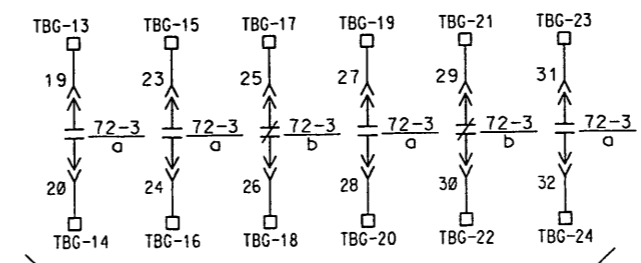 TBG-13 TBG-15 TBG-17 TBG-19 TBG-21 TBG-23
19 23 25 27 29 31
72-3 72-3 72-3 72-3 72-3 72-3
a a b a b a
20 24 26 28 30 32
TBG-14 TBG-16 TBG-18 TBG-20 TBG-22 TBG-24